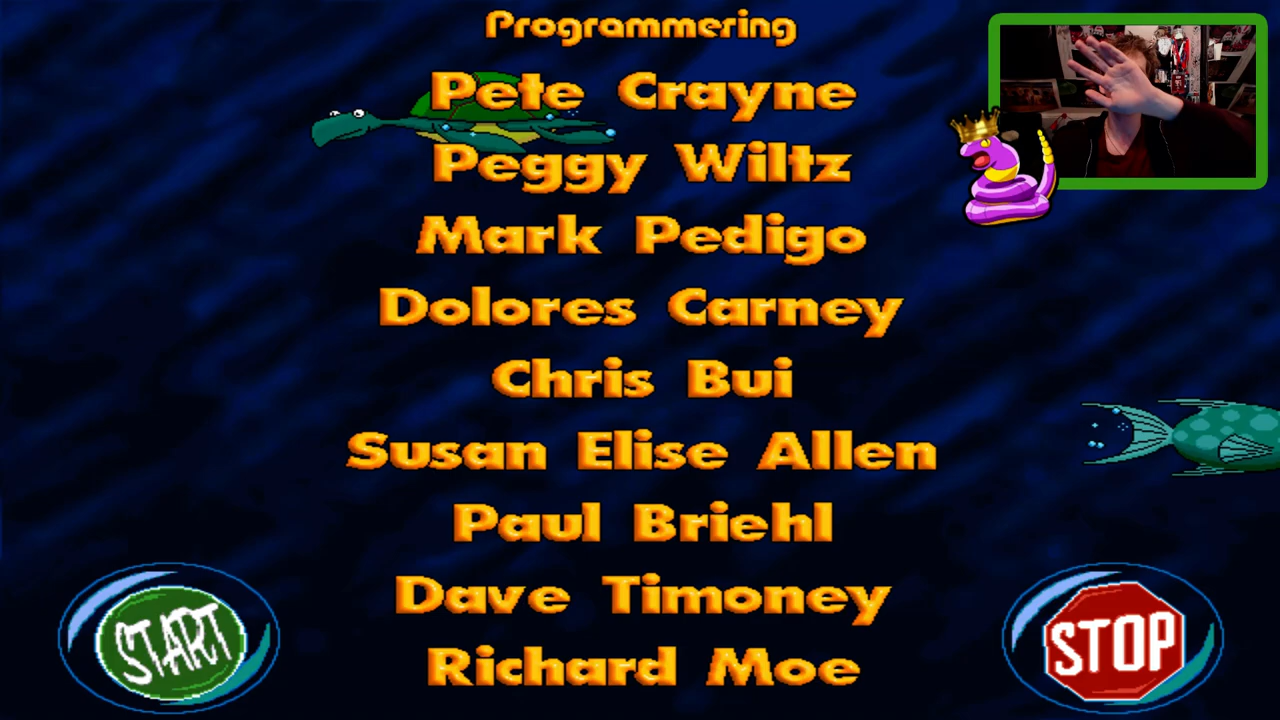 Programmering
Pete Crayne
Peggy Wiltz
Mark Pedigo
Dolores Carney
Chris Bui
Susan Elise Allen
Paul Briehl
Dave Timoney
Richard Moe
START
STOP